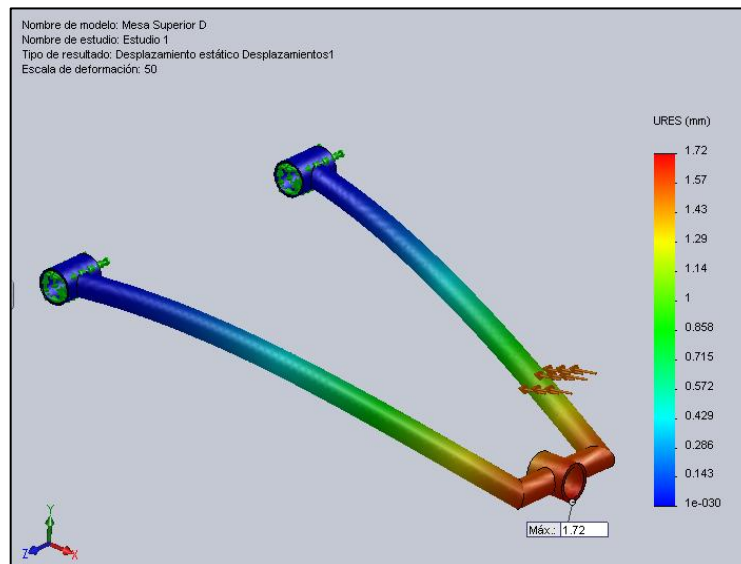 Nombre de modelo: Mesa Superior D
Nombre de estudio: Estudio 1
Tipo de resultado: Desplazamiento estático Desplazamientos1
Escala de deformación: 50
URES (mm)
1.72
1.57
1.43
1.29
1.14
1
0.858
0.715
0.572
0.429
0.286
0.143
1e-030
Máx.: 1.72
Y
Z
X